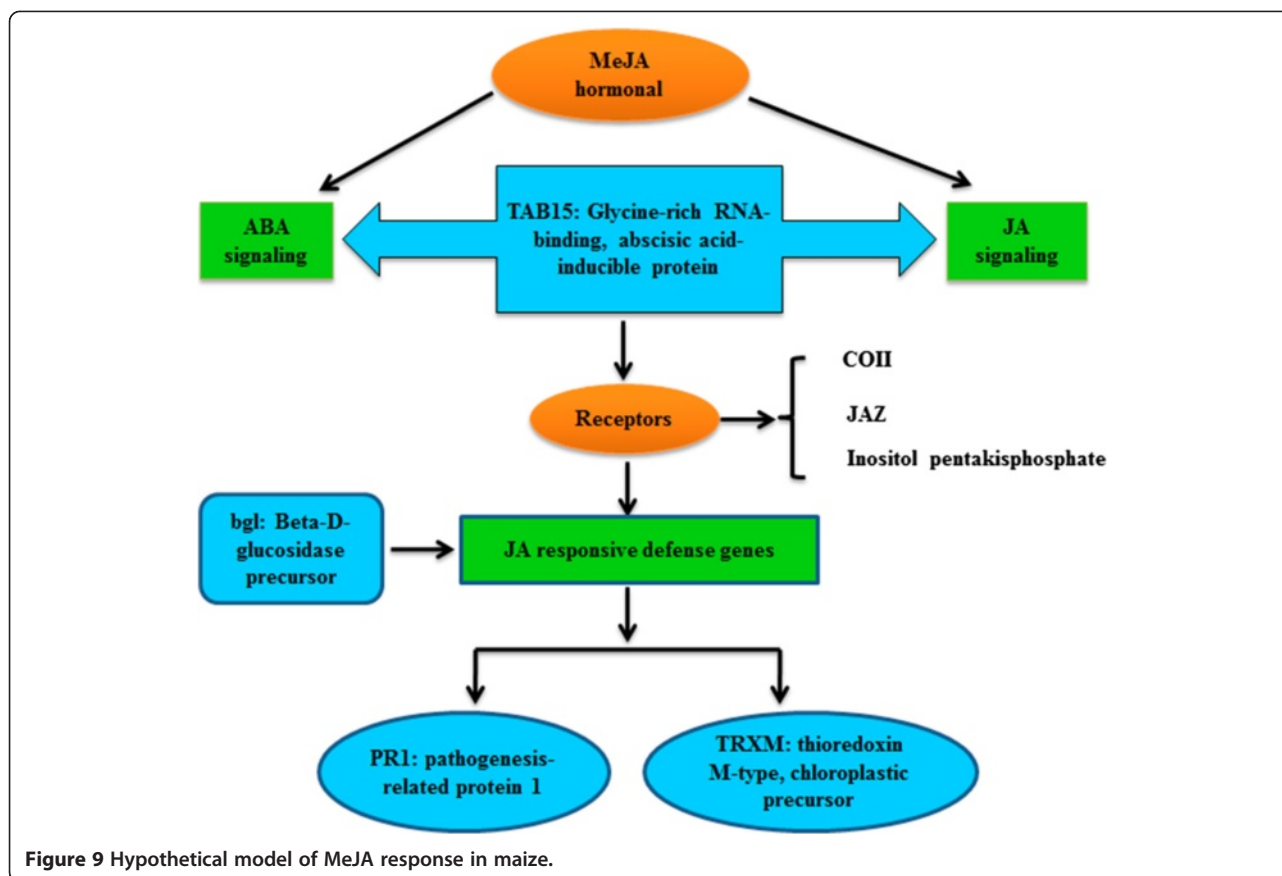 MeJA
hormonal
ABA
signaling
TAB15: Glycine-rich RNA-
binding, abscisic acid-
inducible protein
JA
signaling
Receptors
COII
JAZ
Inositol pentakisphosphate
bgl: Beta-D-
glucosidase
precursor
JA responsive defense genes
PR1: pathogenesis-
related protein 1
TRXM: thioredoxin
M-type, chloroplastic
precursor
Figure 9 Hypothetical model of MeJA response in maize.